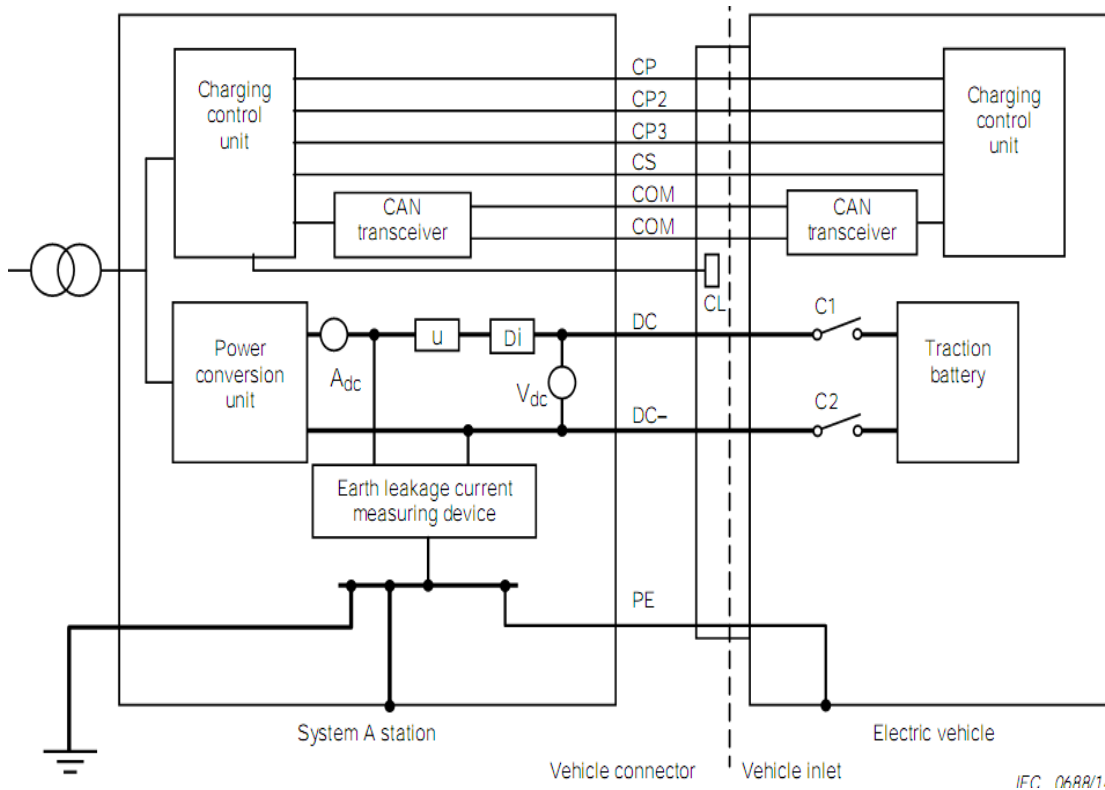 Charging
control
unit
CP
CP2
CP3
CS
COM
COM
CAN
transceiver
CAN
transceiver
Charging
control
unit
CL
Power
conversion
unit
Adc
u
Di
Vdc
DC
DC–
C1
C2
Traction
battery
Earth leakage current
measuring device
PE
System A station
Electric vehicle
Vehicle connector
Vehicle inlet